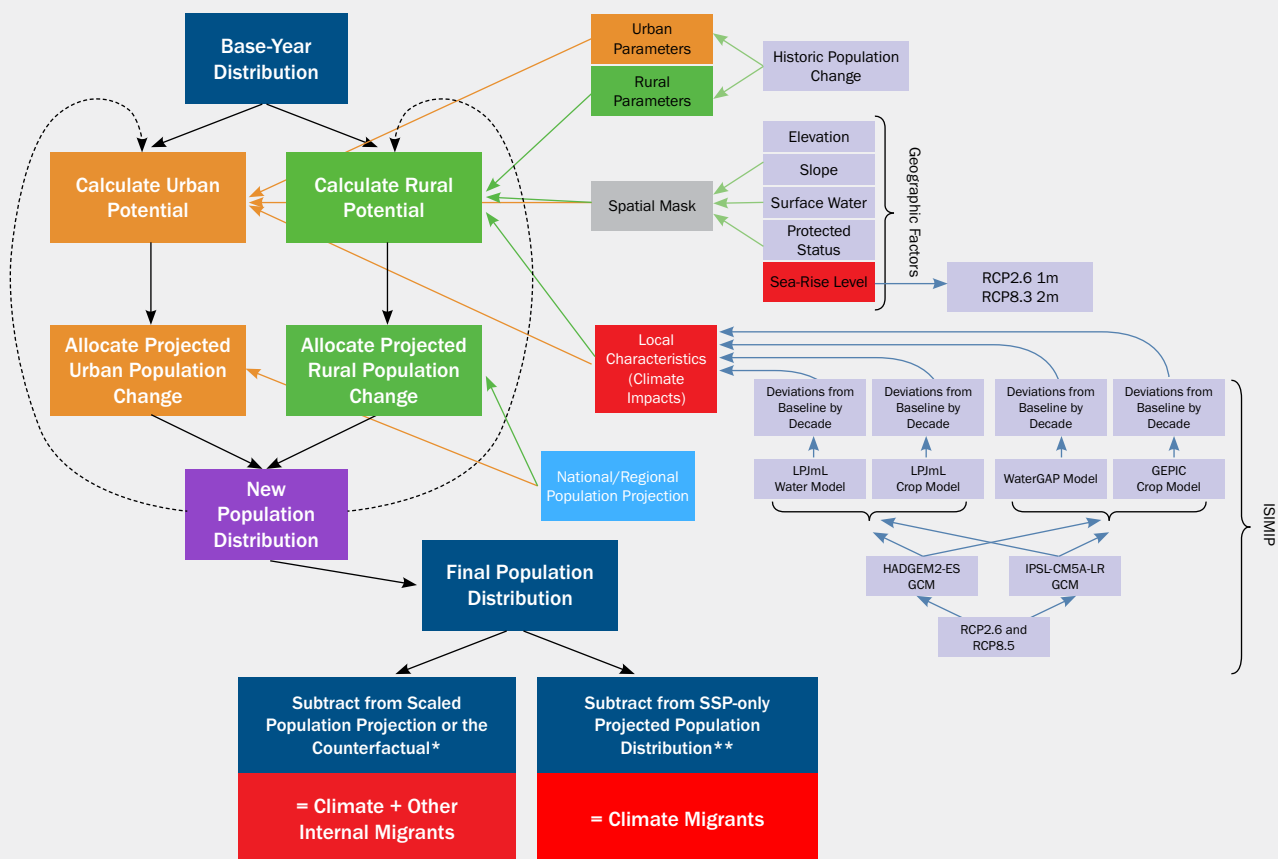 Base-Year
Distribution
Urban
Parameters
Rural
Parameters
Historic Population
Change
Calculate Urban
Potential
Calculate Rural
Potential
Spatial Mask
Elevation
Slope
Surface Water
Protected
Status
Sea-Rise Level
Geographic Factors
RCP2.6 1m
RCP8.3 2m
Allocate Projected
Urban Population
Change
Allocate Projected
Rural Population
Change
Local
Characteristics
(Climate
Impacts)
Deviations from
Baseline by
Decade
Deviations from
Baseline by
Decade
Deviations from
Baseline by
Decade
Deviations from
Baseline by
Decade
LPJmL
Water Model
LPJmL
Crop Model
WaterGAP Model
GEPIC
Crop Model
ISIMIP
New
Population
Distribution
National/Regional
Population Projection
HADGEM2-ES
GCM
IPSL-CM5A-LR
GCM
RCP2.6 and
RCP8.5
Final Population
Distribution
Subtract from Scaled
Population Projection or the
Counterfactual*
= Climate + Other
Internal Migrants
Subtract from SSP-only
Projected Population
Distribution**
= Climate Migrants